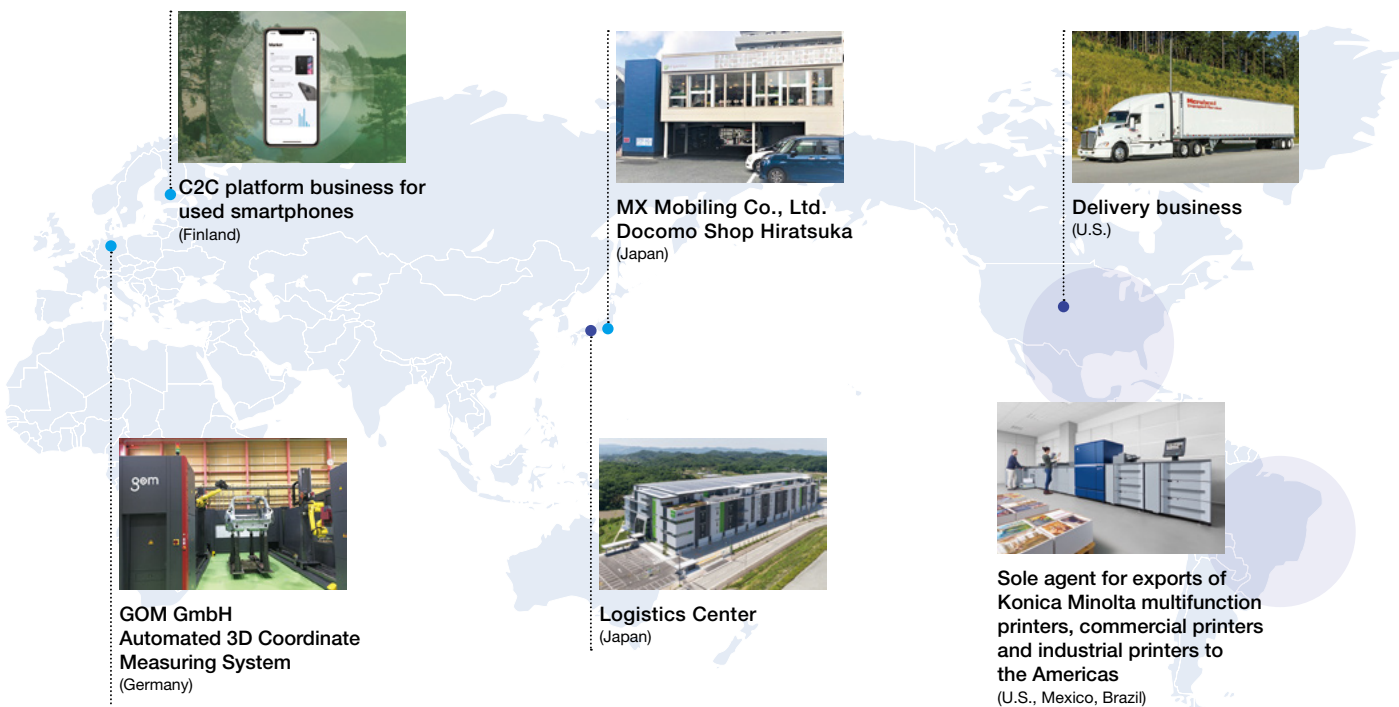 Market
C2C platform business for
used smartphones
(Finland)
MX Mobiling Co., Ltd.
Docomo Shop Hiratsuka
(Japan)
Delivery business
(U.S.)
gom
GOM GmbH
Automated 3D Coordinate
Measuring System
(Germany)
Logistics Center
(Japan)
Sole agent for exports of
Konica Minolta multifunction
printers, commercial printers
and industrial printers to
the Americas
(U.S., Mexico, Brazil)